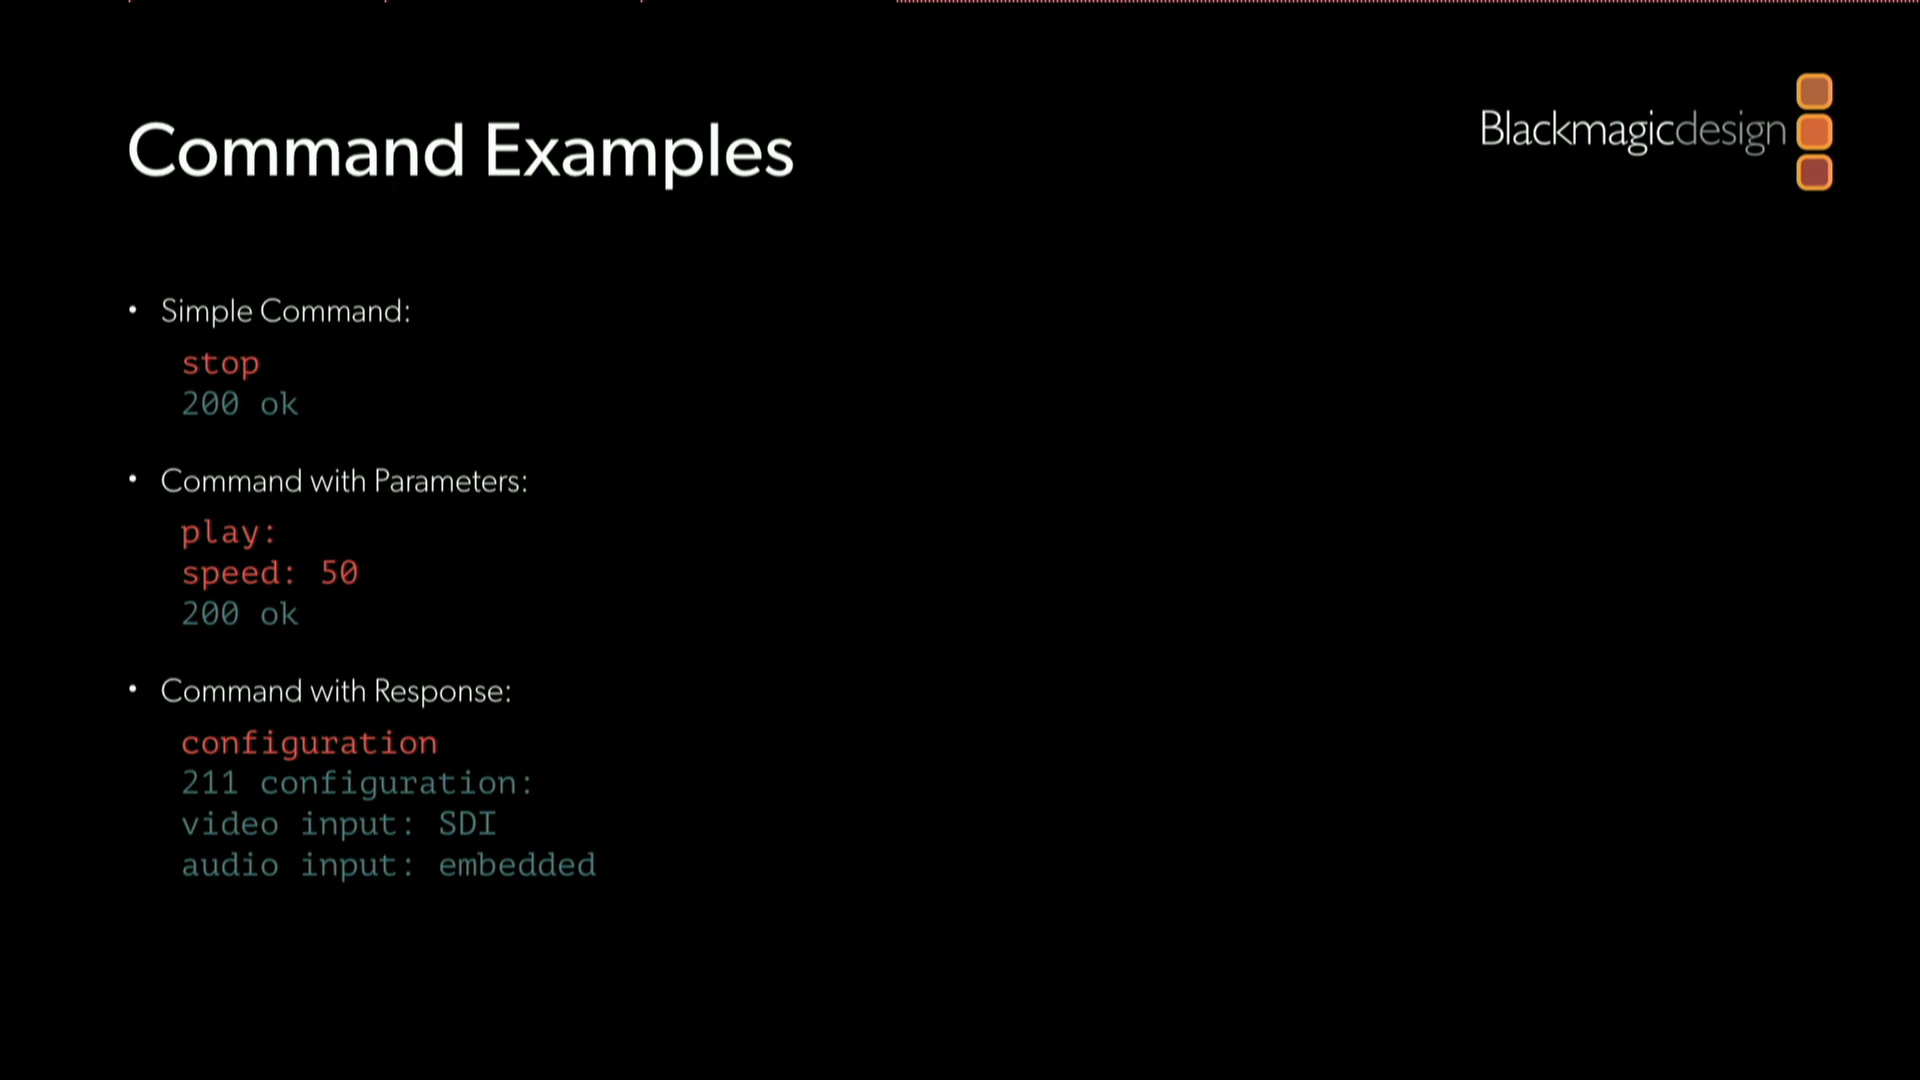 Command Examples
Blackmagicdesign
• Simple Command:
stop
200 ok
• Command with Parameters:
play:
speed: 50
200 ok
• Command with Response:
configuration
211 configuration:
video input: SDI
audio input: embedded